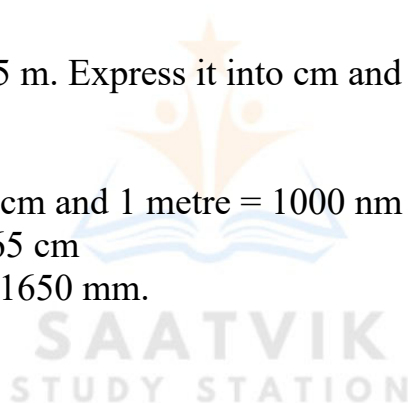 5 m. Express it into cm and
cm and 1 metre = 1000 nm
65 cm
1650 mm.
SAATVIK
STUDY STATION